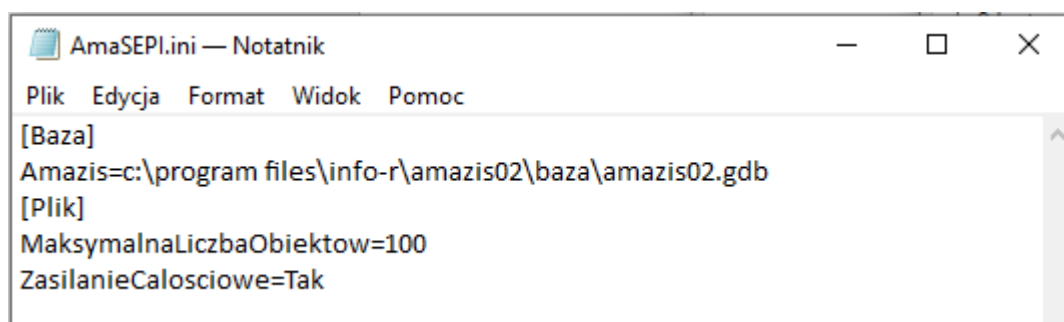 AmaSEPI.ini — Notatnik
Plik Edycja Format Widok Pomoc
[Baza]
Amazis=c:\program files\info-r\amazis02\baza\amazis02.gdb
[Plik]
MaksymalnaLiczbaObiektow=100
ZasilanieCalosciowe=Tak